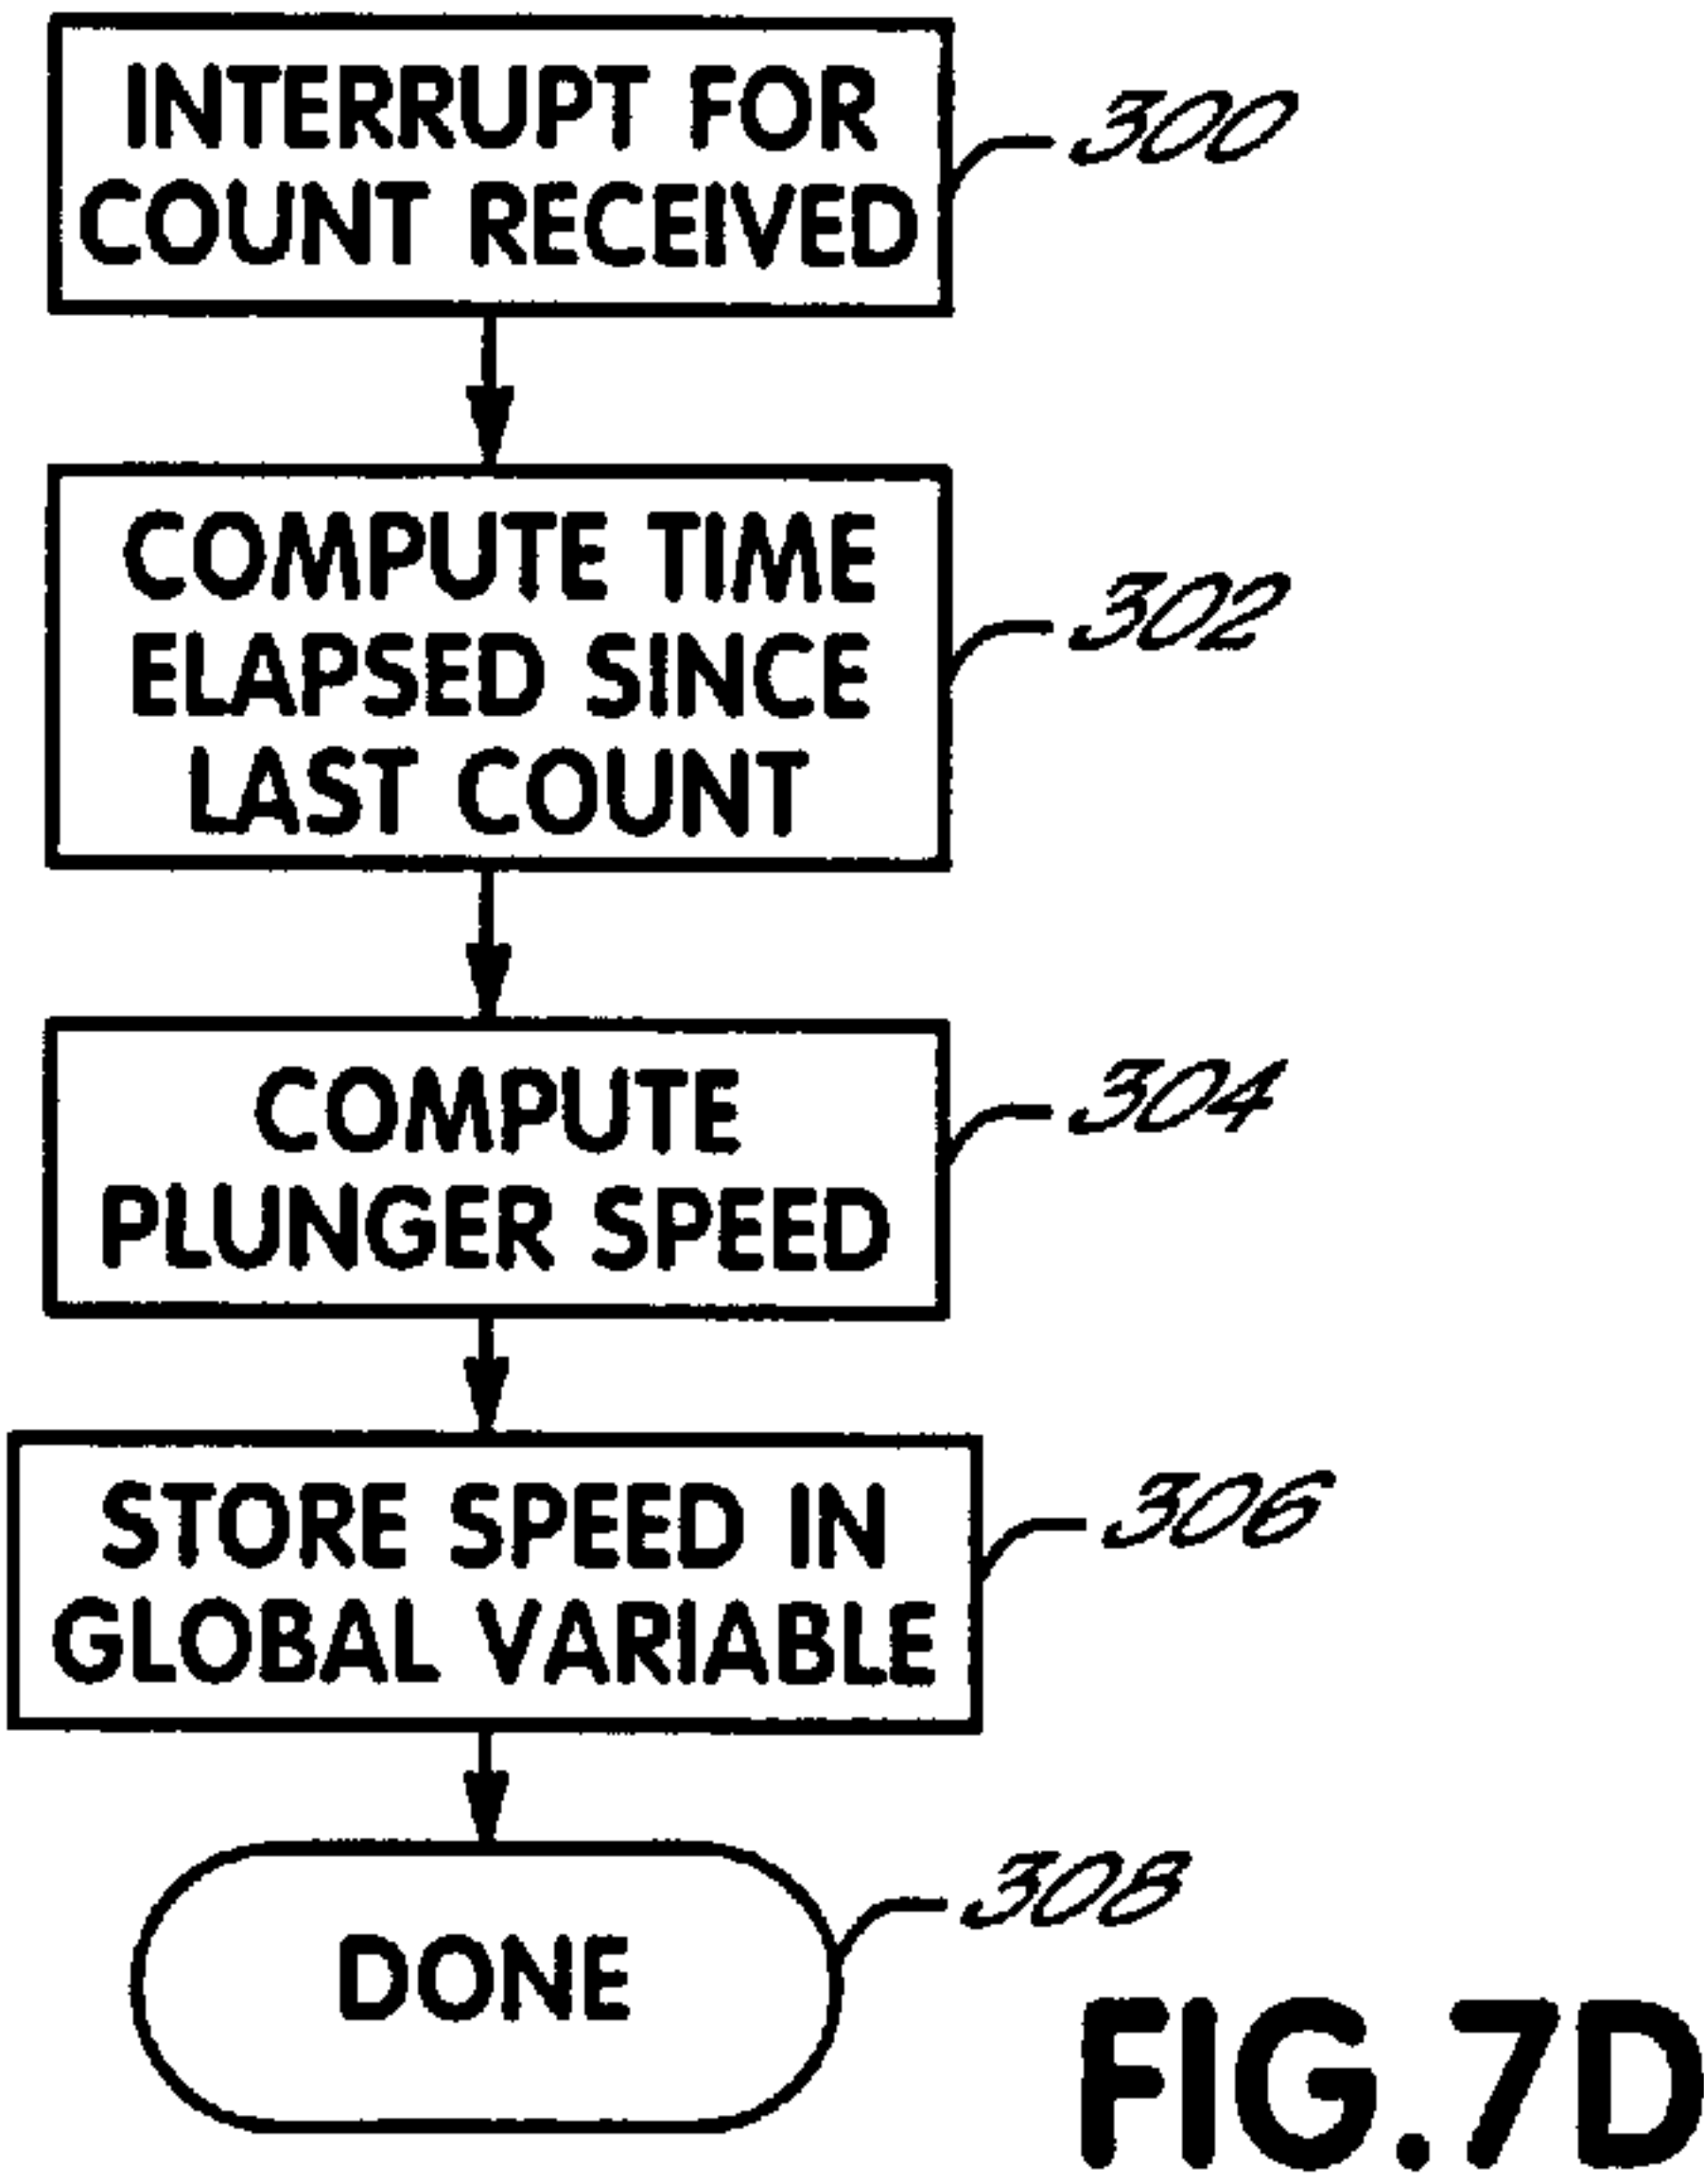 INTERRUPT FOR
COUNT RECEIVED
300
COMPUTE TIME
ELAPSED SINCE
LAST COUNT
302
COMPUTE
PLUNGER SPEED
304
STORE SPEED IN
GLOBAL VARIABLE
306
DONE
308
FIG.7D